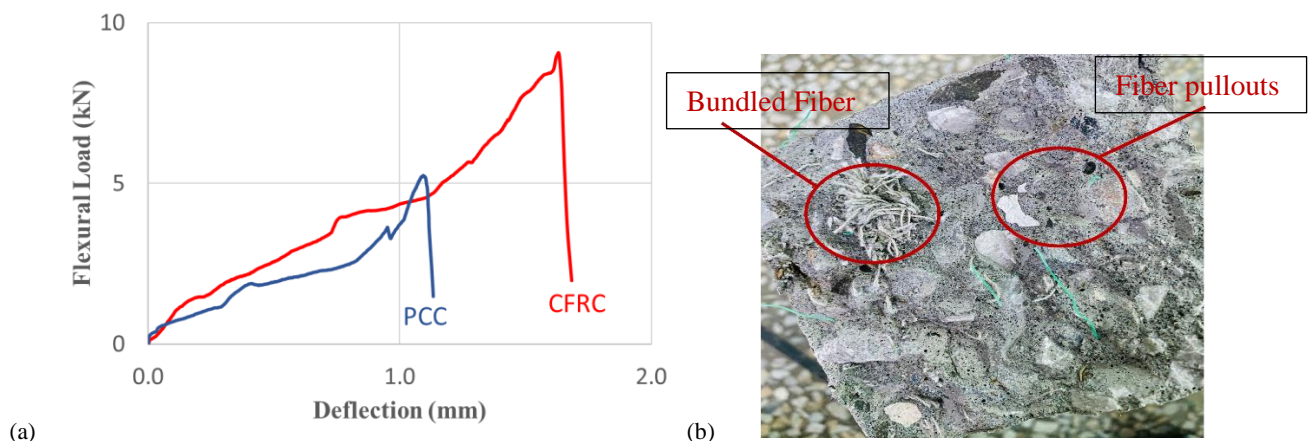 10
5
0
Flexural Load (kN)
PCC
CFRC
0.0
1.0
2.0
Deflection (mm)
(a)
Bundled Fiber
Fiber pullouts
(b)